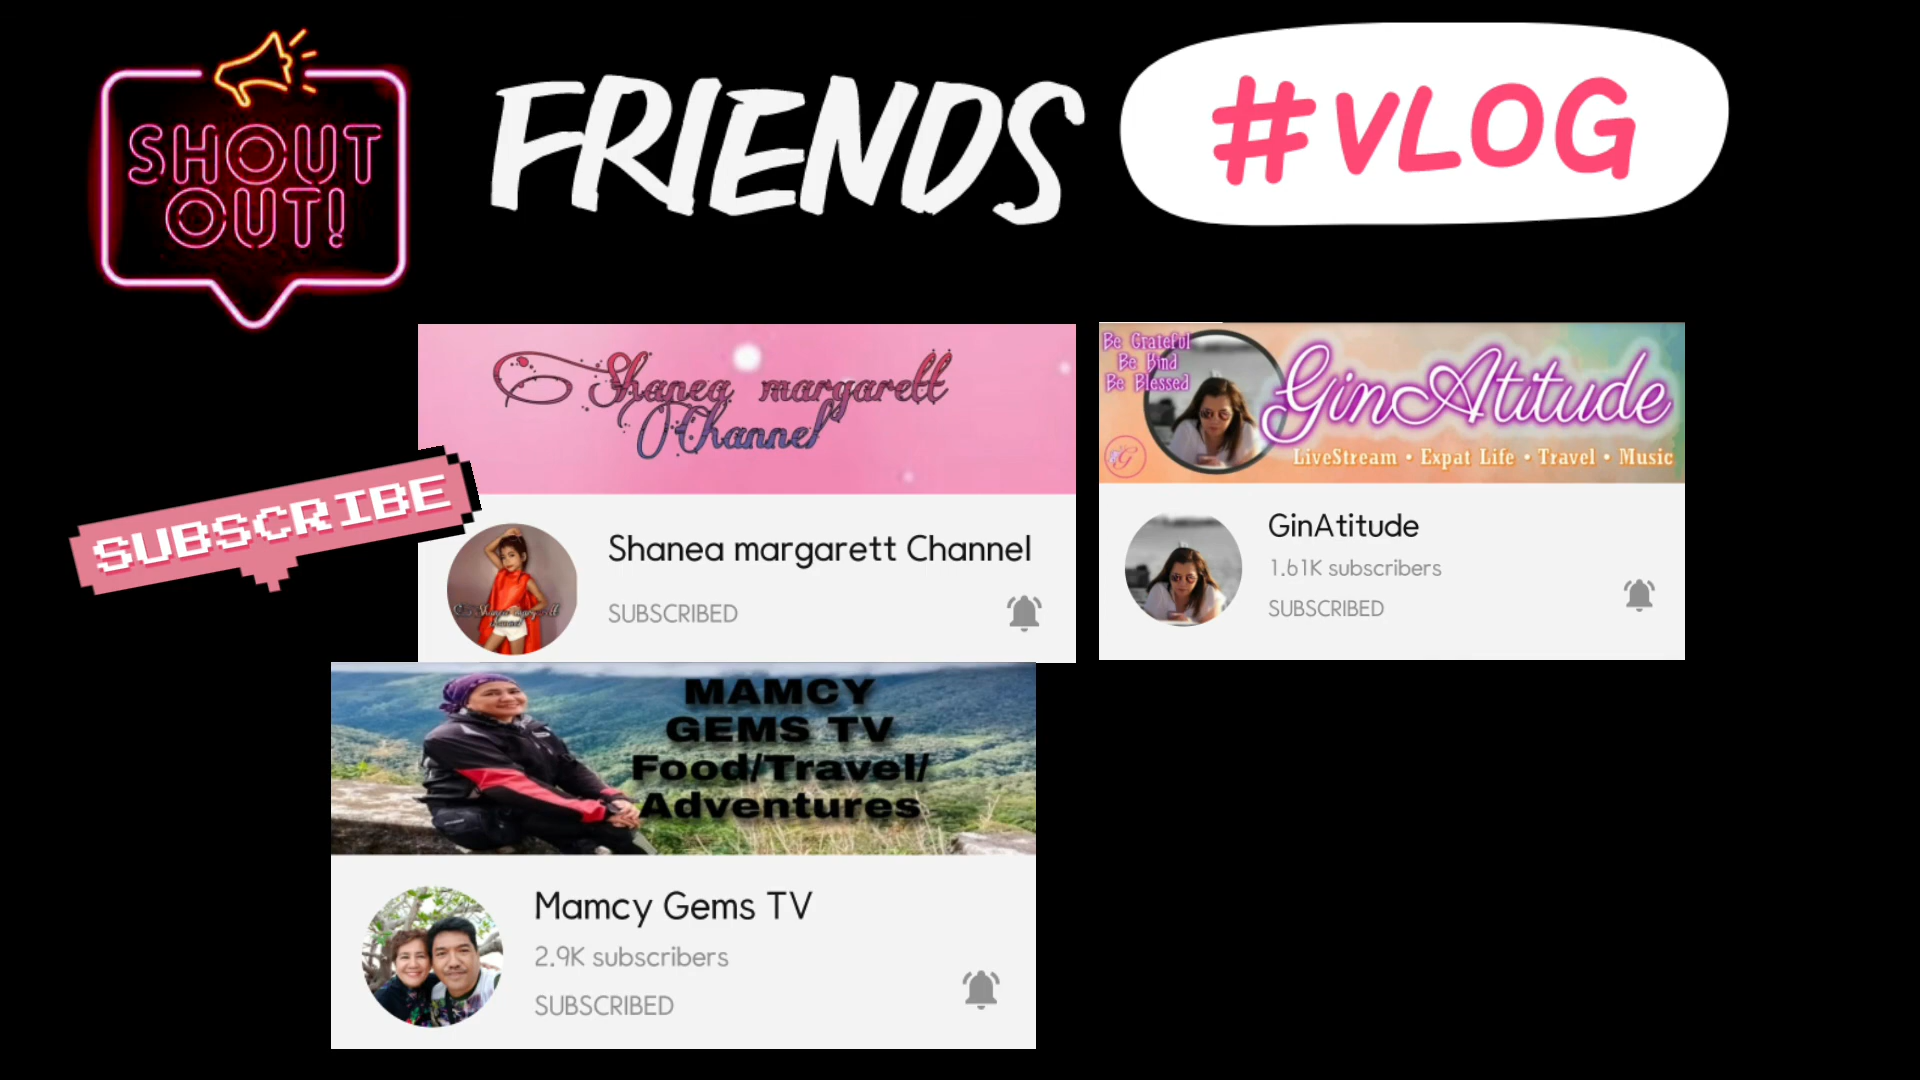 SHOUT
OUT!
FRIENDS
#VLOG
Shanea margarett
Channel
Be Grateful
Be Kind
Be Blessed
GinAtitude
G
LiveStream • Expat Life • Travel • Music
SUBSCRIBE
Shanea margarett Channel
SUBSCRIBED
GinAtitude
1.61K subscribers
SUBSCRIBED
MAMCY
GEMS TV
Food/Travel/
Adventures
Mamcy Gems TV
2.9K subscribers
SUBSCRIBED